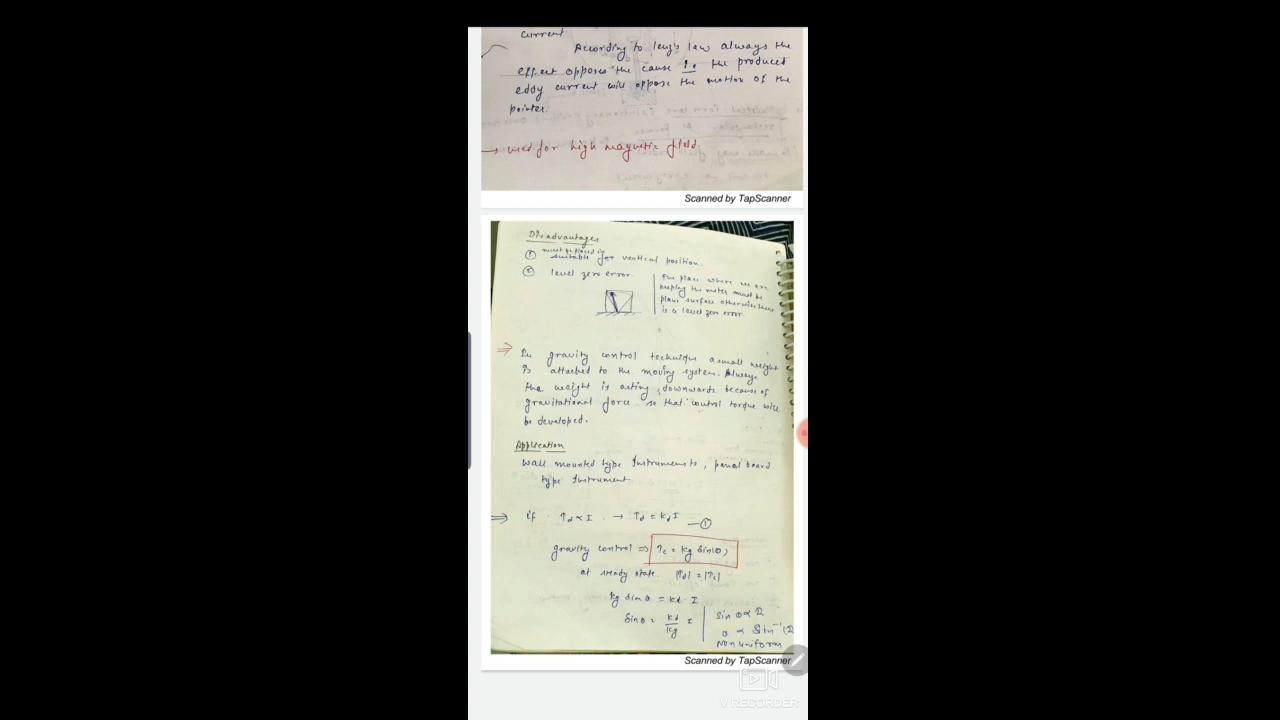 current.
According to leny's law always the
effect opposes the cause i.e the produced
eddy current will oppose the motion of the
pointer.
→ used for high magnetic field.
Scanned by TapScanner
Disadvantages
must be placed in
① suitable for vertical position.
② level zero error.
The place where we are
keeping the meter must be
plane surface otherwise there
is a level zero error.
⇒ In gravity control technique a small weight
is attached to the moving system. Always
the weight is acting downwards because of
gravitational force so that control torque will
be developed.
Application
Wall mounted type Instruments, panal board
type Instrument
⇒ if Td ∝ I → Td = kd I —①
gravity control ⇒ Tc = kg sin(θ)
at steady state. |Td| = |Tc|
kg sin θ = kd I
sin θ = kd/kg I
sin θ ∝ I
θ ∝ sin⁻¹(I)
Non uniform
Scanned by TapScanner
V RECORDER